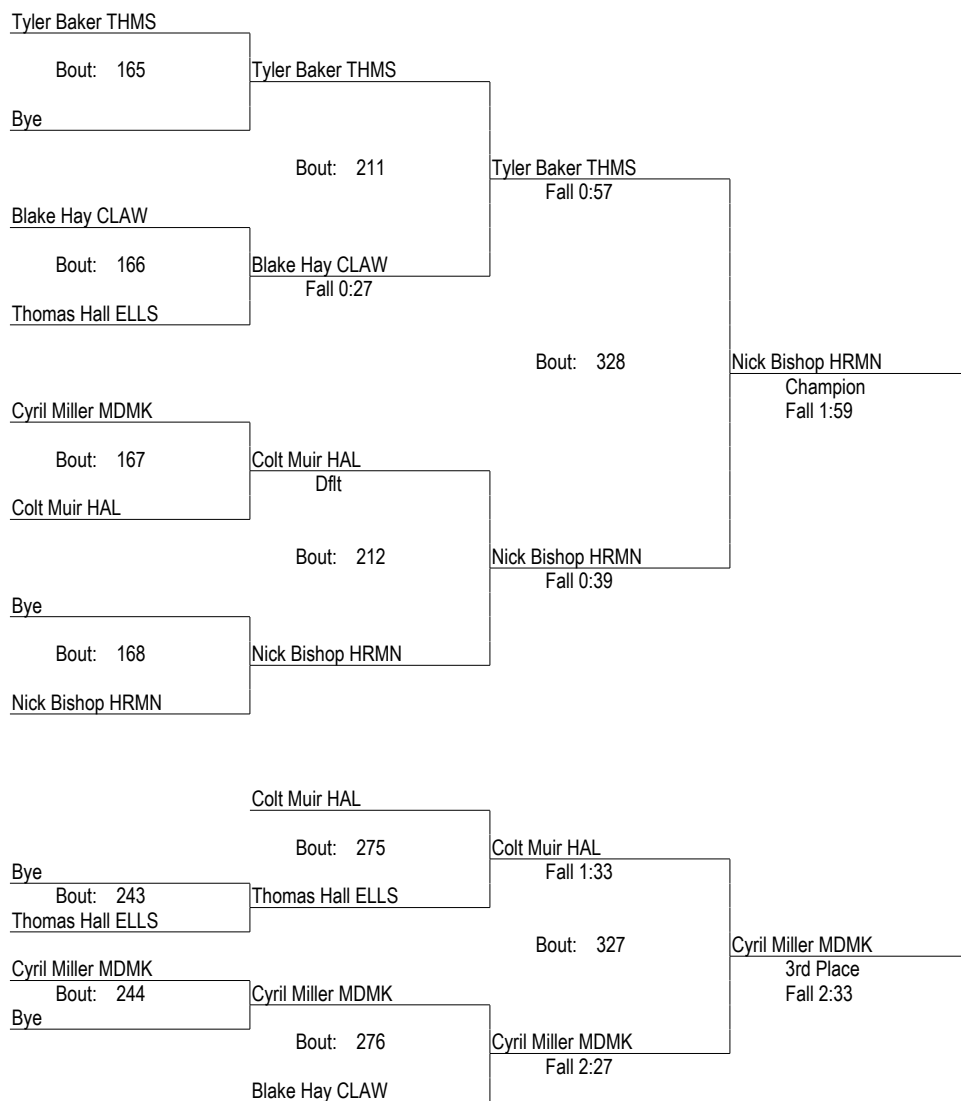 Tyler Baker THMS
Bout: 165
Tyler Baker THMS
Bye
Bout: 211
Tyler Baker THMS
Fall 0:57
Blake Hay CLAW
Bout: 166
Blake Hay CLAW
Fall 0:27
Thomas Hall ELLS
Bout: 328
Nick Bishop HRMN
Champion
Fall 1:59
Cyril Miller MDMK
Bout: 167
Colt Muir HAL
Dflt
Colt Muir HAL
Bout: 212
Nick Bishop HRMN
Fall 0:39
Bye
Bout: 168
Nick Bishop HRMN
Nick Bishop HRMN
Colt Muir HAL
Bout: 275
Colt Muir HAL
Fall 1:33
Bye
Bout: 243
Thomas Hall ELLS
Thomas Hall ELLS
Bout: 327
Cyril Miller MDMK
3rd Place
Fall 2:33
Cyril Miller MDMK
Bout: 244
Cyril Miller MDMK
Bye
Bout: 276
Cyril Miller MDMK
Fall 2:27
Blake Hay CLAW